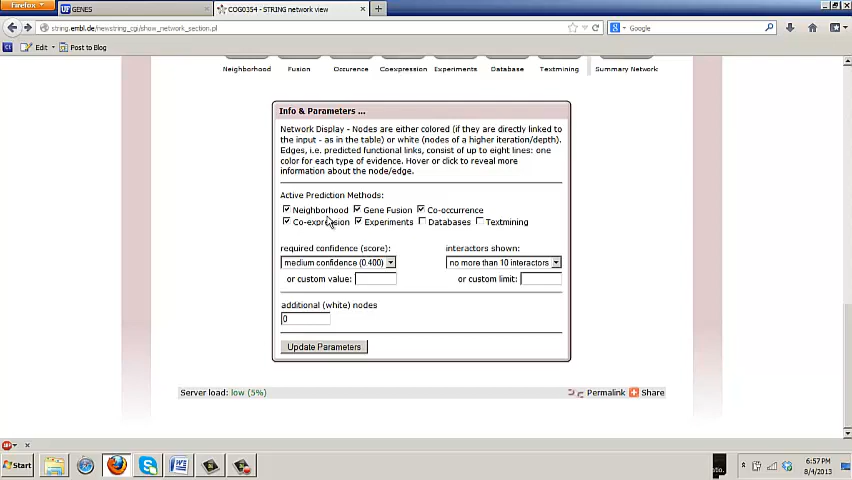 Firefox
GENES
COG0354 - STRING network view
string.embl.de/newstring_cgi/show_network_section.pl
Google
Edit
Post to Blog
Neighborhood Fusion Occurence Coexpression Experiments Database Textmining Summary Network
Info & Parameters ...
Network Display - Nodes are either colored (if they are directly linked to
the input - as in the table) or white (nodes of a higher iteration/depth).
Edges, i.e. predicted functional links, consist of up to eight lines: one
color for each type of evidence. Hover or click to reveal more
information about the node/edge.
Active Prediction Methods:
Neighborhood Gene Fusion Co-occurrence
Co-expression Experiments Databases Textmining
required confidence (score): interactors shown:
medium confidence (0.400) no more than 10 interactors
or custom value: or custom limit:
additional (white) nodes
0
Update Parameters
Server load: low (5%) Permalink Share
Start
6:57 PM
8/4/2013